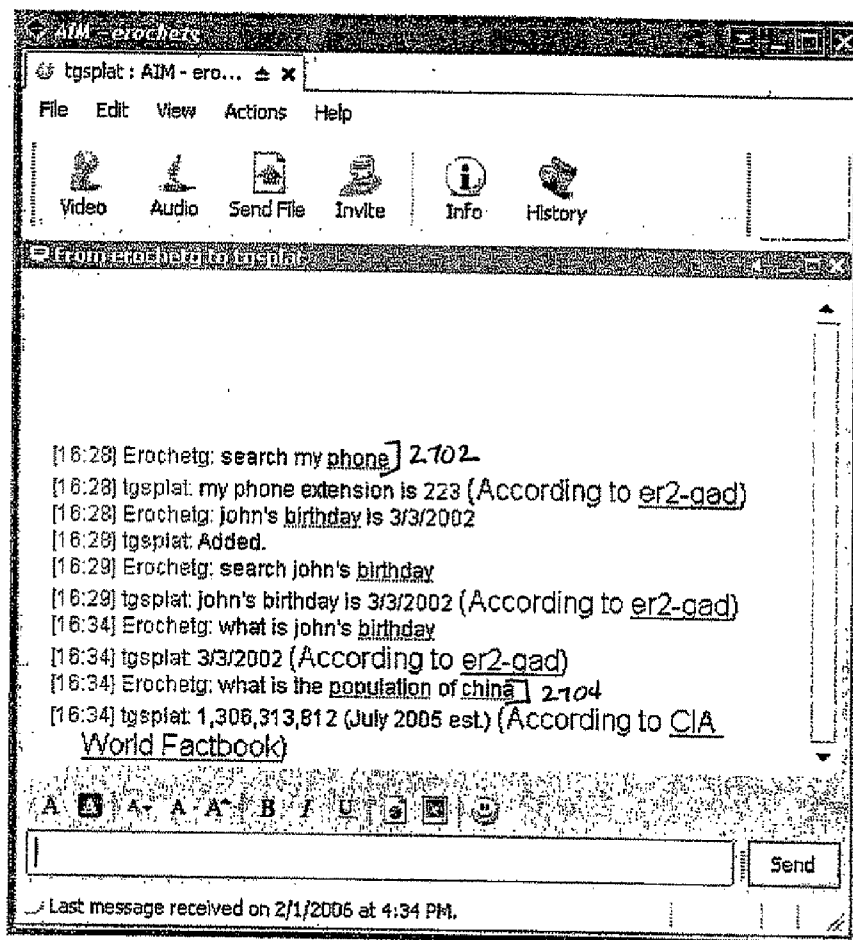 AIM - erochetg
tgsplat : AIM - ero...
File Edit View Actions Help
Video Audio Send File Invite Info History
From erochetg to tgsplat
[16:28] Erochetg: search my phone 2702
[16:28] tgsplat: my phone extension is 223 (According to er2-gad)
[16:28] Erochetg: john's birthday is 3/3/2002
[16:28] tgsplat: Added.
[16:29] Erochetg: search john's birthday
[16:29] tgsplat: john's birthday is 3/3/2002 (According to er2-gad)
[16:34] Erochetg: what is john's birthday
[16:34] tgsplat: 3/3/2002 (According to er2-gad)
[16:34] Erochetg: what is the population of china 2704
[16:34] tgsplat: 1,306,313,812 (July 2005 est.) (According to CIA
World Factbook)
A A A A A B I U
Send
Last message received on 2/1/2006 at 4:34 PM.